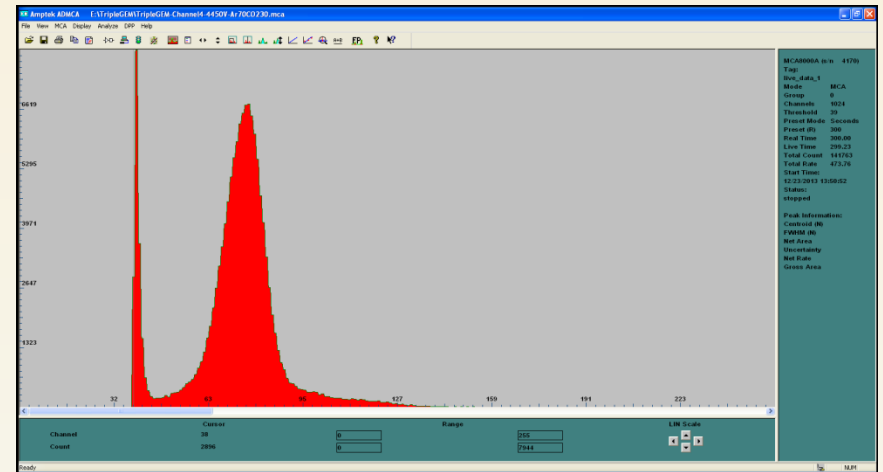 Amptek ADMCA E:\TripleGEM\TripleGEM-Channel4-4450V-Ar70CO230.mca
File View MCA Display Analyze DPP Help
6619
5295
3971
2647
1323
32 63 95 127 159 191 223
MCA8000A (s/n 4176)
Tag:
live_data_1
Mode MCA
Group 0
Channels 1024
Threshold 39
Preset Mode Seconds
Preset (R) 300
Real Time 300.00
Live Time 299.23
Total Count 141763
Total Rate 473.76
Start Time:
12/23/2013 13:58:52
Status:
stopped
Peak Information:
Centroid (N)
FWHM (N)
Net Area
Uncertainty
Net Rate
Gross Area
Cursor Range LIN Scale
Channel 38 0 255
Count 2896 0 7944
Ready NUM